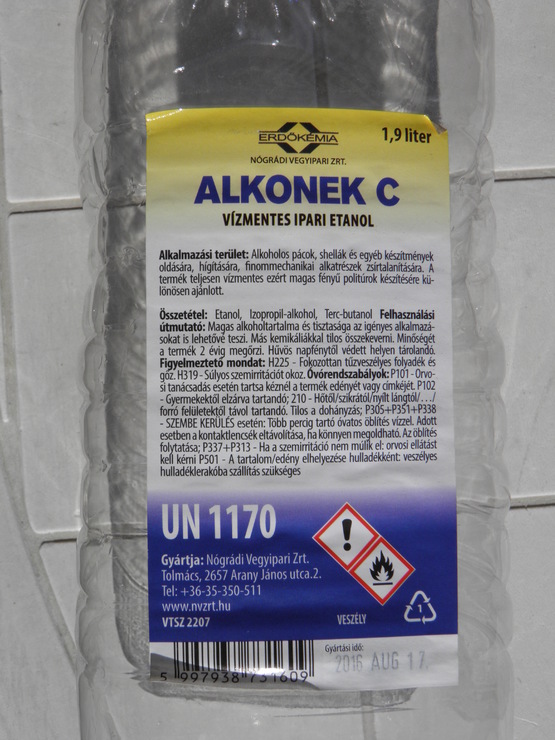 ERDŐKÉMIA
1,9 liter
NÓGRÁDI VEGYIPARI ZRT.
ALKONEK C
VÍZMENTES IPARI ETANOL
Alkalmazási terület: Alkoholos pácok, shellák és egyéb készítmények
oldására, hígítására, finommechanikai alkatrészek zsírtalanítására. A
termék teljesen vízmentes ezért magas fényű politúrok készítésére kü-
lönösen ajánlott.
Összetétel: Etanol, Izopropil-alkohol, Terc-butanol Felhasználási
útmutató: Magas alkoholtartalma és tisztasága az igényes alkalmazá-
sokat is lehetővé teszi. Más kemikáliákkal tilos összekeverni. Minőségét
a termék 2 évig megőrzi. Hűvös napfénytől védett helyen tárolandó.
Figyelmeztető mondat: H225 - Fokozottan tűzveszélyes folyadék és
gőz. H319 - Súlyos szemirritációt okoz. Óvórendszabályok: P101 - Orvo-
si tanácsadás esetén tartsa kéznél a termék edényét vagy címkéjét. P102
- Gyermekektől elzárva tartandó; 210 - Hőtől/szikrától/nyílt lángtól/.../
forró felületektől távol tartandó. Tilos a dohányzás; P305+P351+P338
- SZEMBE KERÜLÉS esetén: Több percig tartó óvatos öblítés vízzel. Adott
esetben a kontaktlencsék eltávolítása, ha könnyen megoldható. Az öblítés
folytatása; P337+P313 - Ha a szemirritáció nem múlik el: orvosi ellátást
kell kérni P501 - A tartalom/edény elhelyezése hulladékként: veszélyes
hulladéklerakóba szállítás szükséges
UN 1170
Gyártja: Nógrádi Vegyipari Zrt.
Tolmács, 2657 Arany János utca.2.
Tel: +36-35-350-511
www.nvzrt.hu
VTSZ 2207
VESZÉLY
1
Gyártási idő:
2016 AUG 17.
5 997938 731609